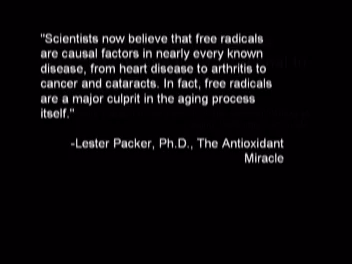 "Scientists now believe that free radicals
are causal factors in nearly every known
disease, from heart disease to arthritis to
cancer and cataracts. In fact, free radicals
are a major culprit in the aging process
itself."
-Lester Packer, Ph.D., The Antioxidant
Miracle